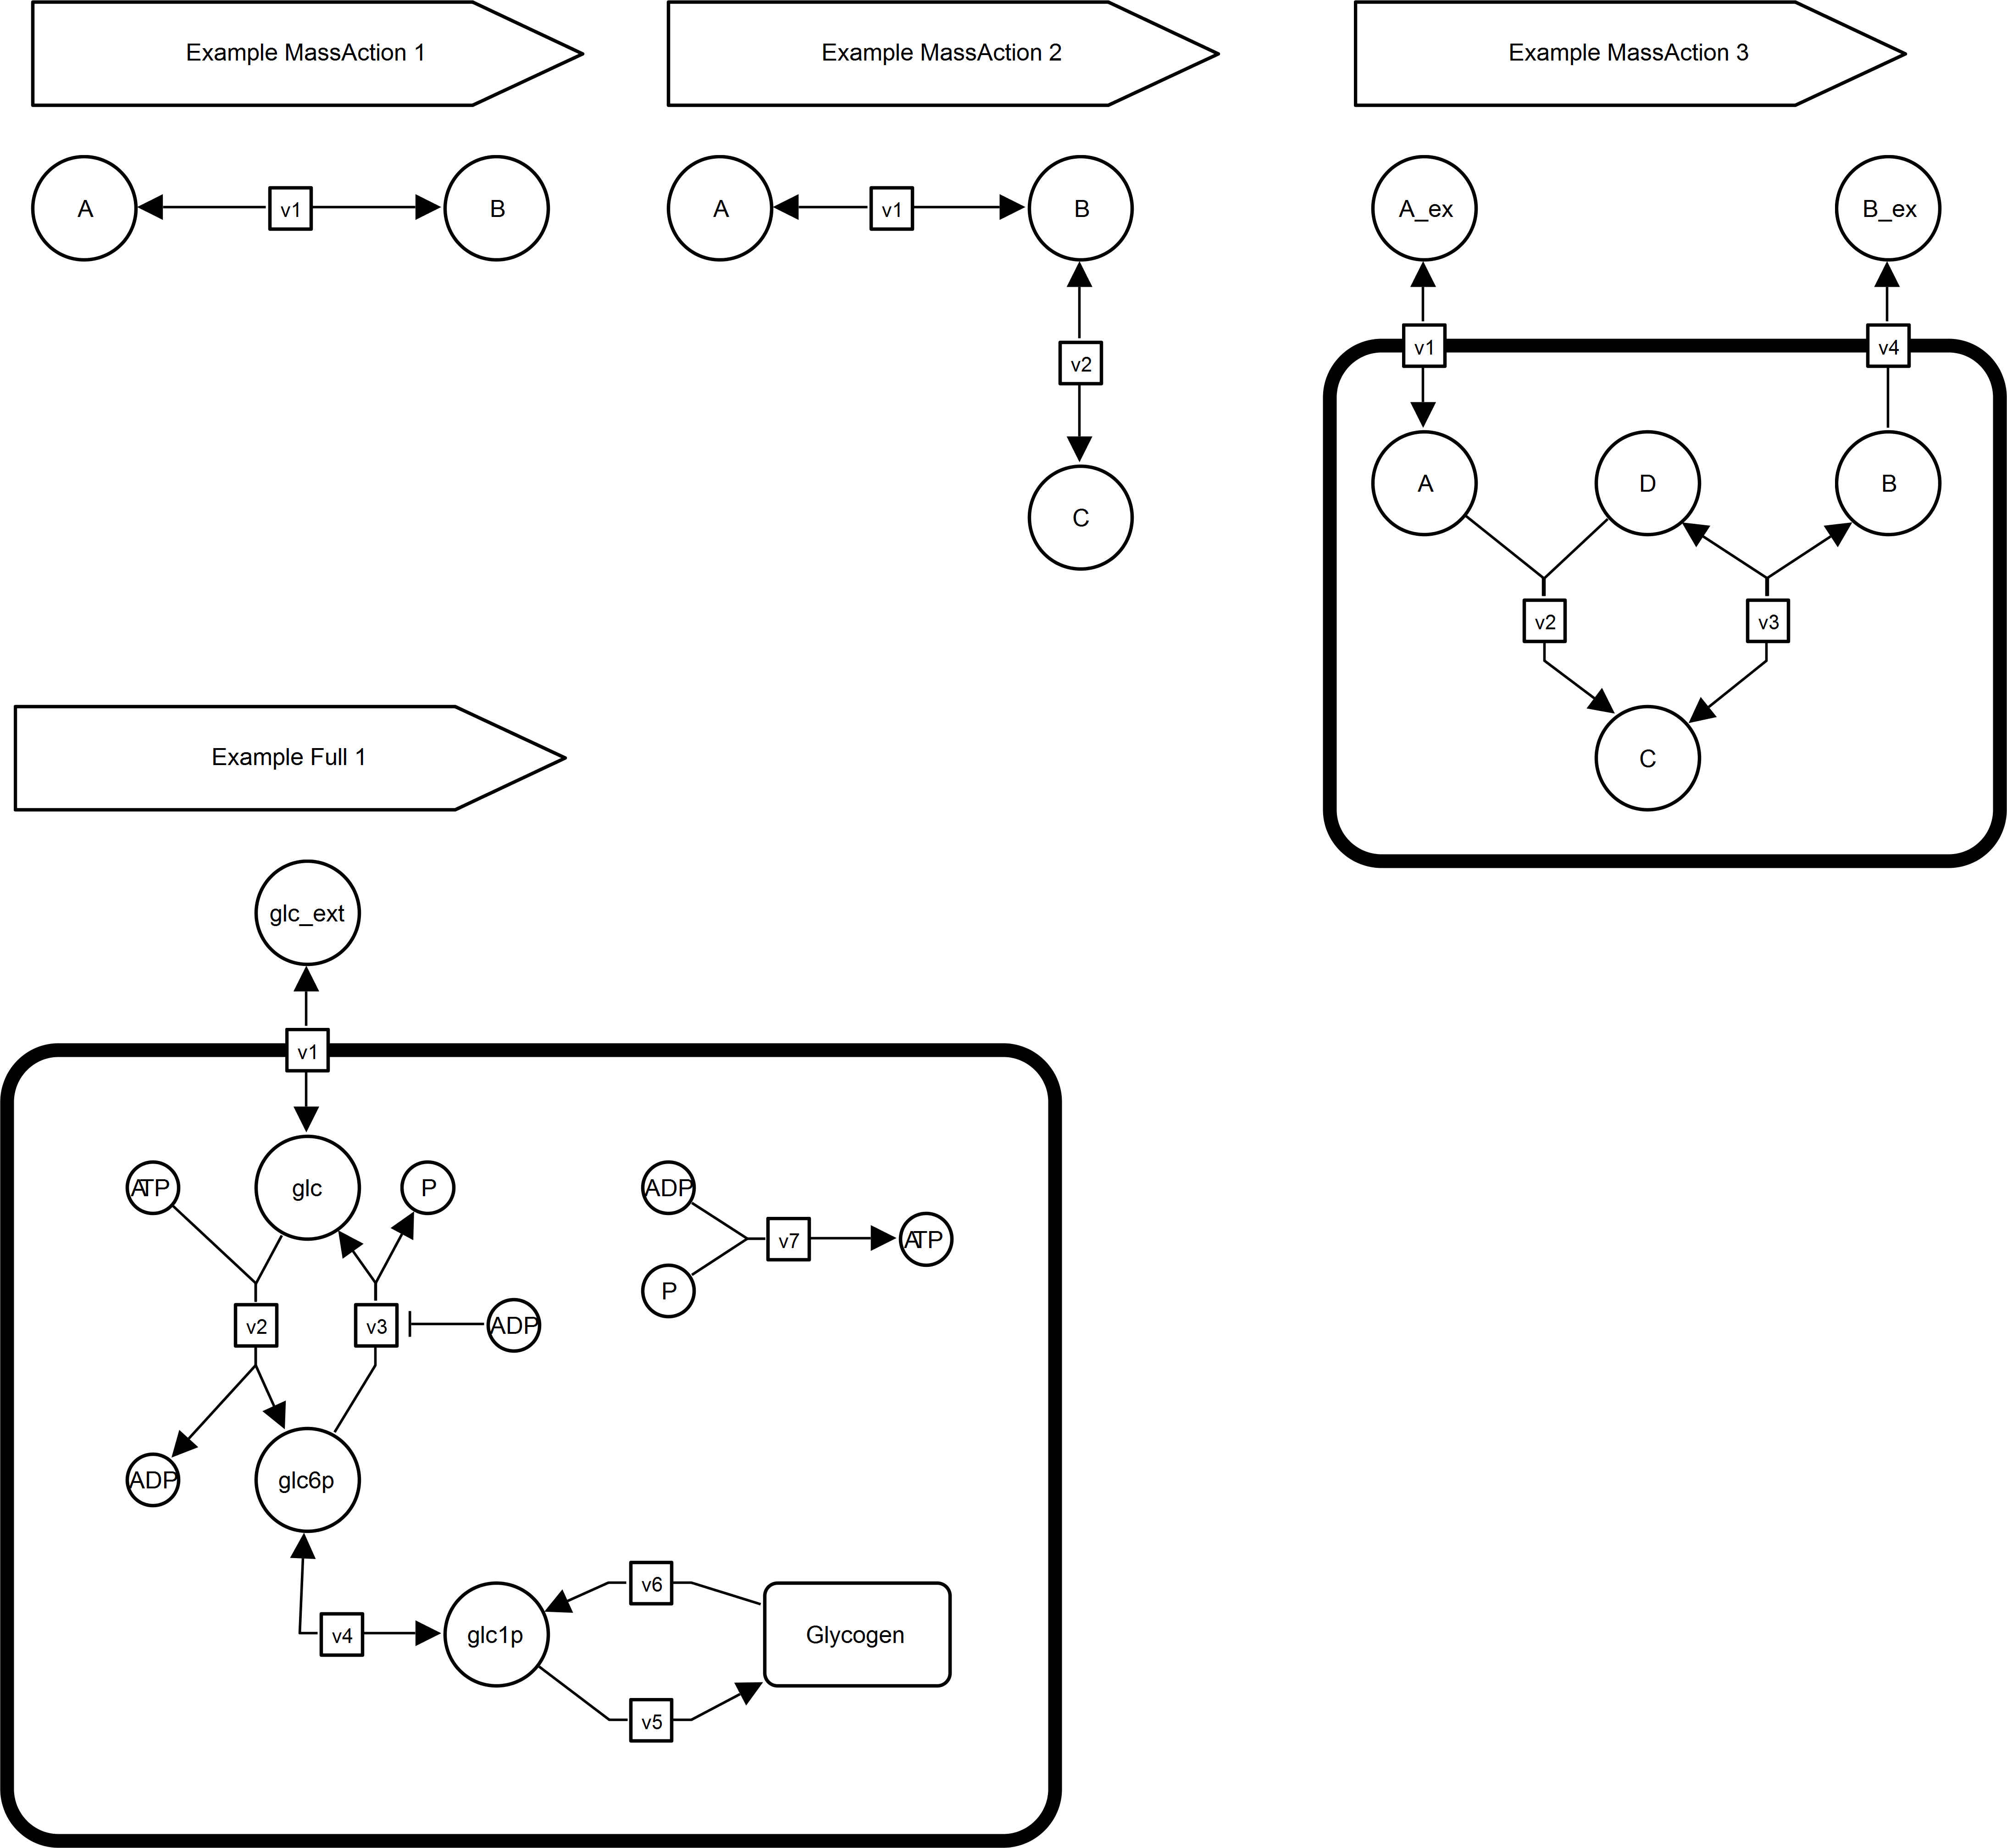 Example MassAction 1
Example MassAction 2
Example MassAction 3
A
v1
B
A
v1
B
v2
C
A_ex
B_ex
v1
v4
A
D
B
v2
v3
C
Example Full 1
glc_ext
v1
ATP
glc
P
ADP
v7
ATP
P
v2
v3
ADP
ADP
glc6p
v6
v4
glc1p
Glycogen
v5